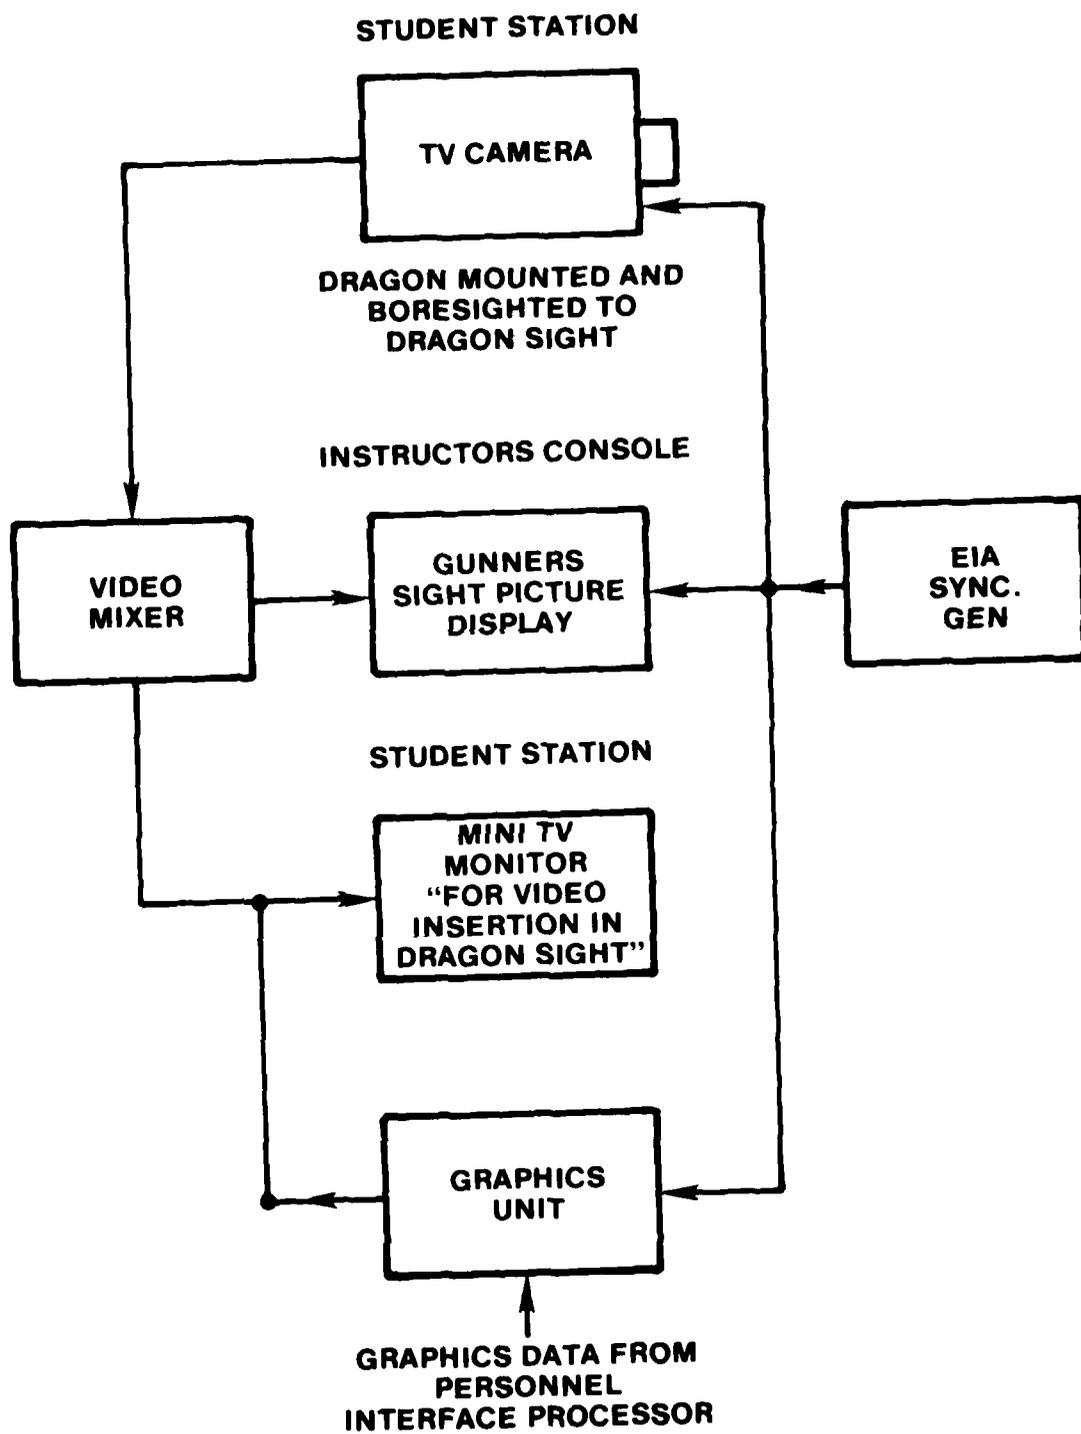 STUDENT STATION
TV CAMERA
DRAGON MOUNTED AND
BORESIGHTED TO
DRAGON SIGHT
INSTRUCTORS CONSOLE
VIDEO
MIXER
GUNNERS
SIGHT PICTURE
DISPLAY
EIA
SYNC.
GEN
STUDENT STATION
MINI TV
MONITOR
“FOR VIDEO
INSERTION IN
DRAGON SIGHT”
GRAPHICS
UNIT
GRAPHICS DATA FROM
PERSONNEL
INTERFACE PROCESSOR